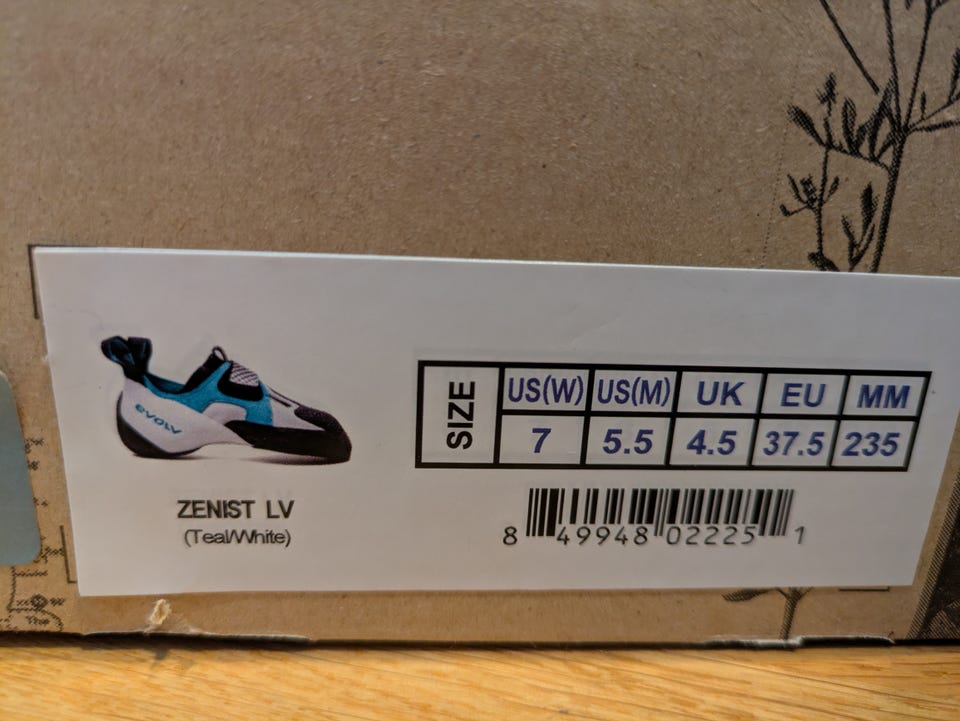 evolv
ZENIST LV
(Teal/White)
SIZE
US(W) US(M) UK EU MM
7 5.5 4.5 37.5 235
8 49948 02225 1